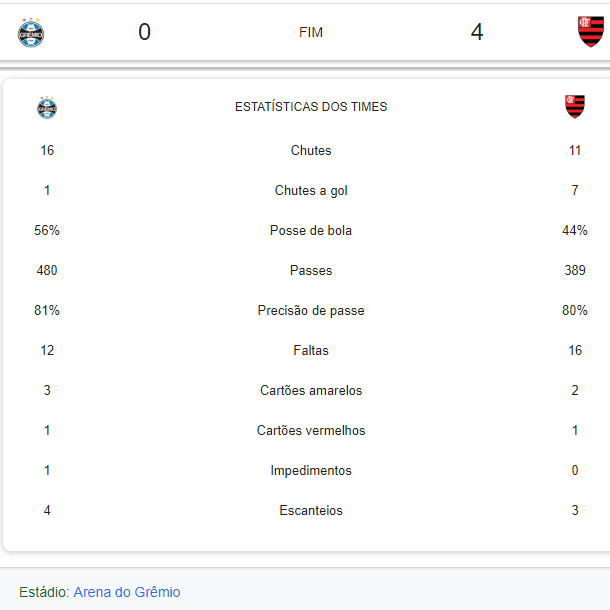 0 FIM 4
ESTATÍSTICAS DOS TIMES
16 Chutes 11
1 Chutes a gol 7
56% Posse de bola 44%
480 Passes 389
81% Precisão de passe 80%
12 Faltas 16
3 Cartões amarelos 2
1 Cartões vermelhos 1
1 Impedimentos 0
4 Escanteios 3
Estádio: Arena do Grêmio